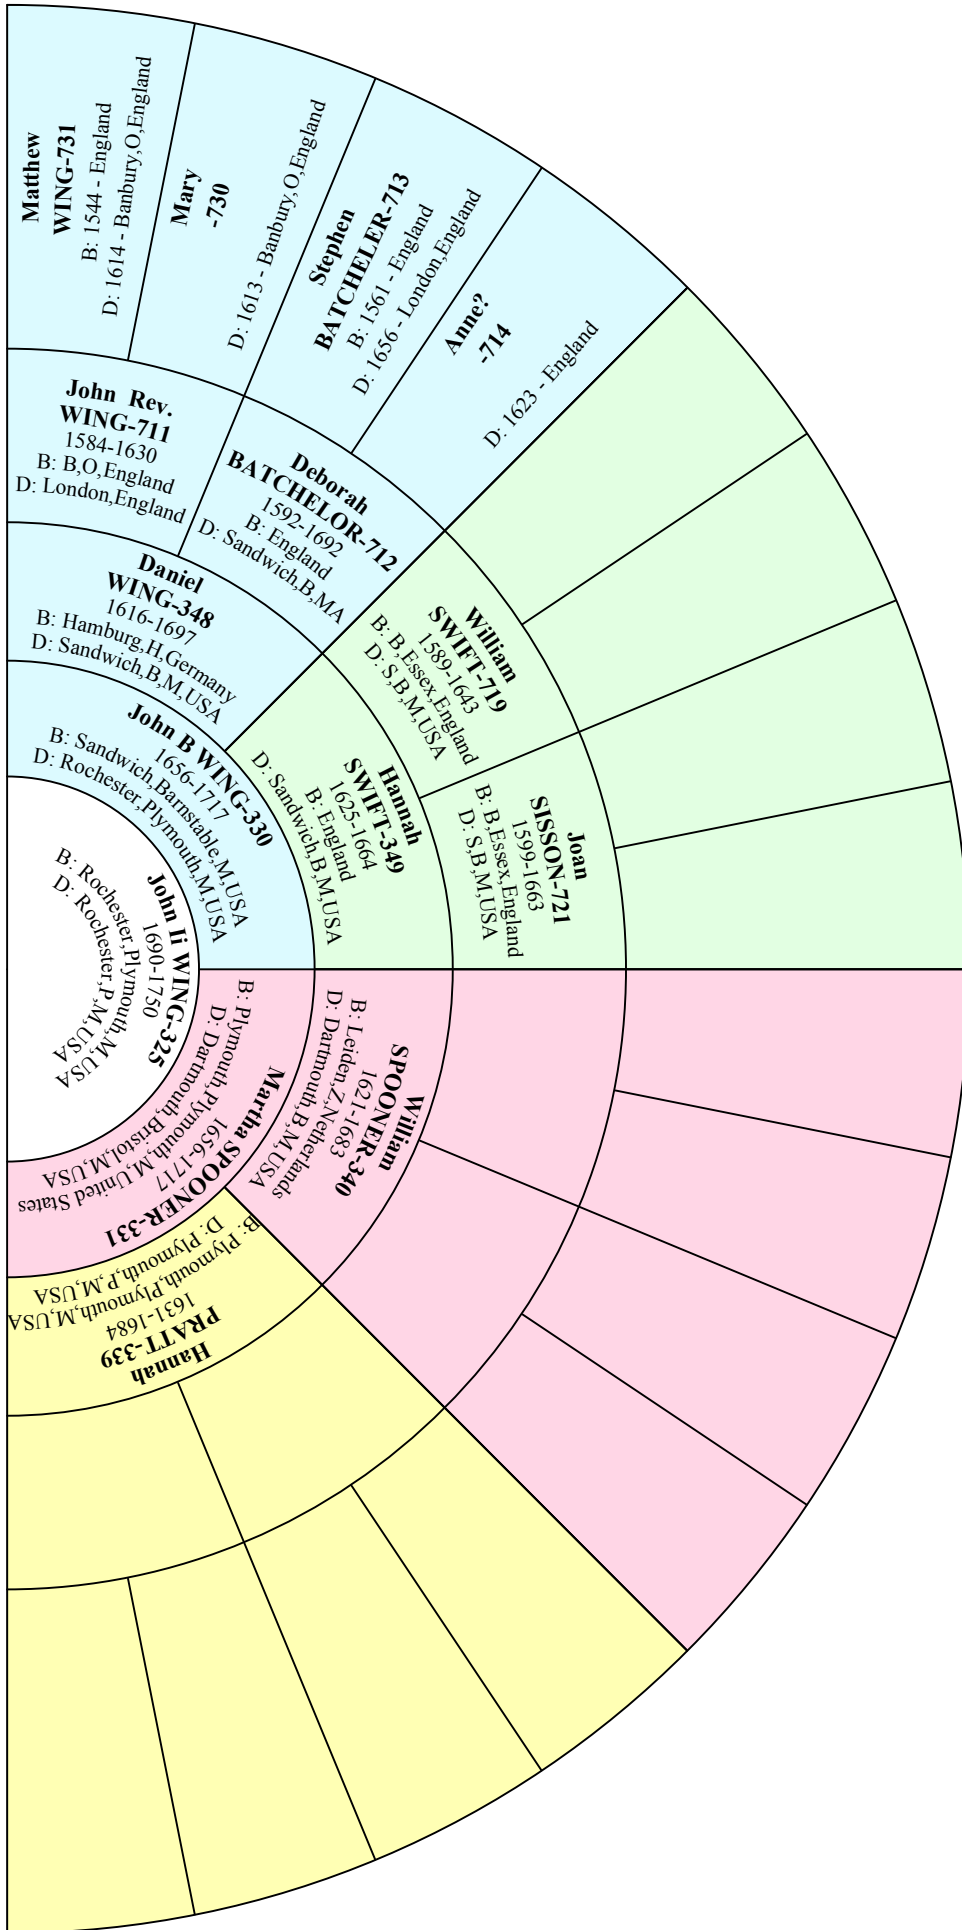 Matthew
WING-731
B: 1544 - England
D: 1614 - Banbury,O,England
Mary
-730
D: 1613 - Banbury,O,England
Stephen
BATCHELER-713
B: 1561 - England
D: 1656 - London,England
Anne?
-714
D: 1623 - England
John Rev.
WING-711
1584-1630
B: B,O,England
D: London,England
Deborah
BATCHELOR-712
1592-1692
B: England
D: Sandwich,B,MA
William
SWIFT-719
1589-1643
B: B,Essex,England
D: S,B,M,USA
Joan
SISSON-721
1599-1663
B: B,Essex,England
D: S,B,M,USA
Daniel
WING-348
1616-1697
B: Hamburg,H,Germany
D: Sandwich,B,M,USA
Hannah
SWIFT-349
1625-1664
B: England
D: Sandwich,B,M,USA
William
SPOONER-340
1621-1683
B: Leiden,Z,Netherlands
D: Dartmouth,B,M,USA
Hannah
PRATT-339
1631-1684
B: Plymouth,Plymouth,M,USA
D: Plymouth,P,M,USA
John B WING-330
1656-1717
B: Sandwich,Barnstable,M,USA
D: Rochester,Plymouth,M,USA
Martha SPOONER-331
1656-1717
B: Plymouth,Plymouth,M,United States
D: Dartmouth,Bristol,M,USA
John Ii WING-325
1690-1750
B: Rochester,Plymouth,M,USA
D: Rochester,P,M,USA